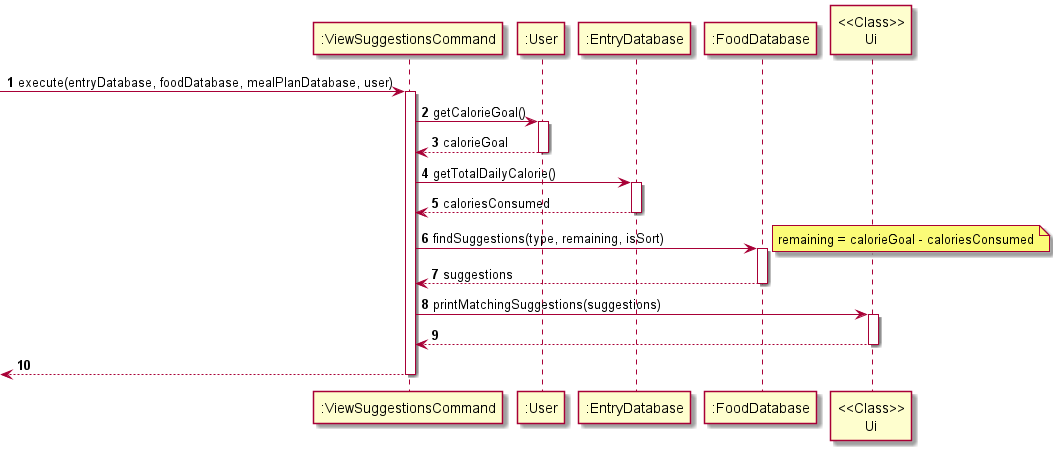 <<Class>>
:ViewSuggestionsCommand :User :EntryDatabase :FoodDatabase Ui
1 execute(entryDatabase, foodDatabase, mealPlanDatabase, user)
2 getCalorieGoal()
3 calorieGoal
4 getTotalDailyCalorie()
5 caloriesConsumed
6 findSuggestions(type, remaining, isSort) remaining = calorieGoal - caloriesConsumed
7 suggestions
8 printMatchingSuggestions(suggestions)
9
10
:ViewSuggestionsCommand :User :EntryDatabase :FoodDatabase <<Class>>
Ui